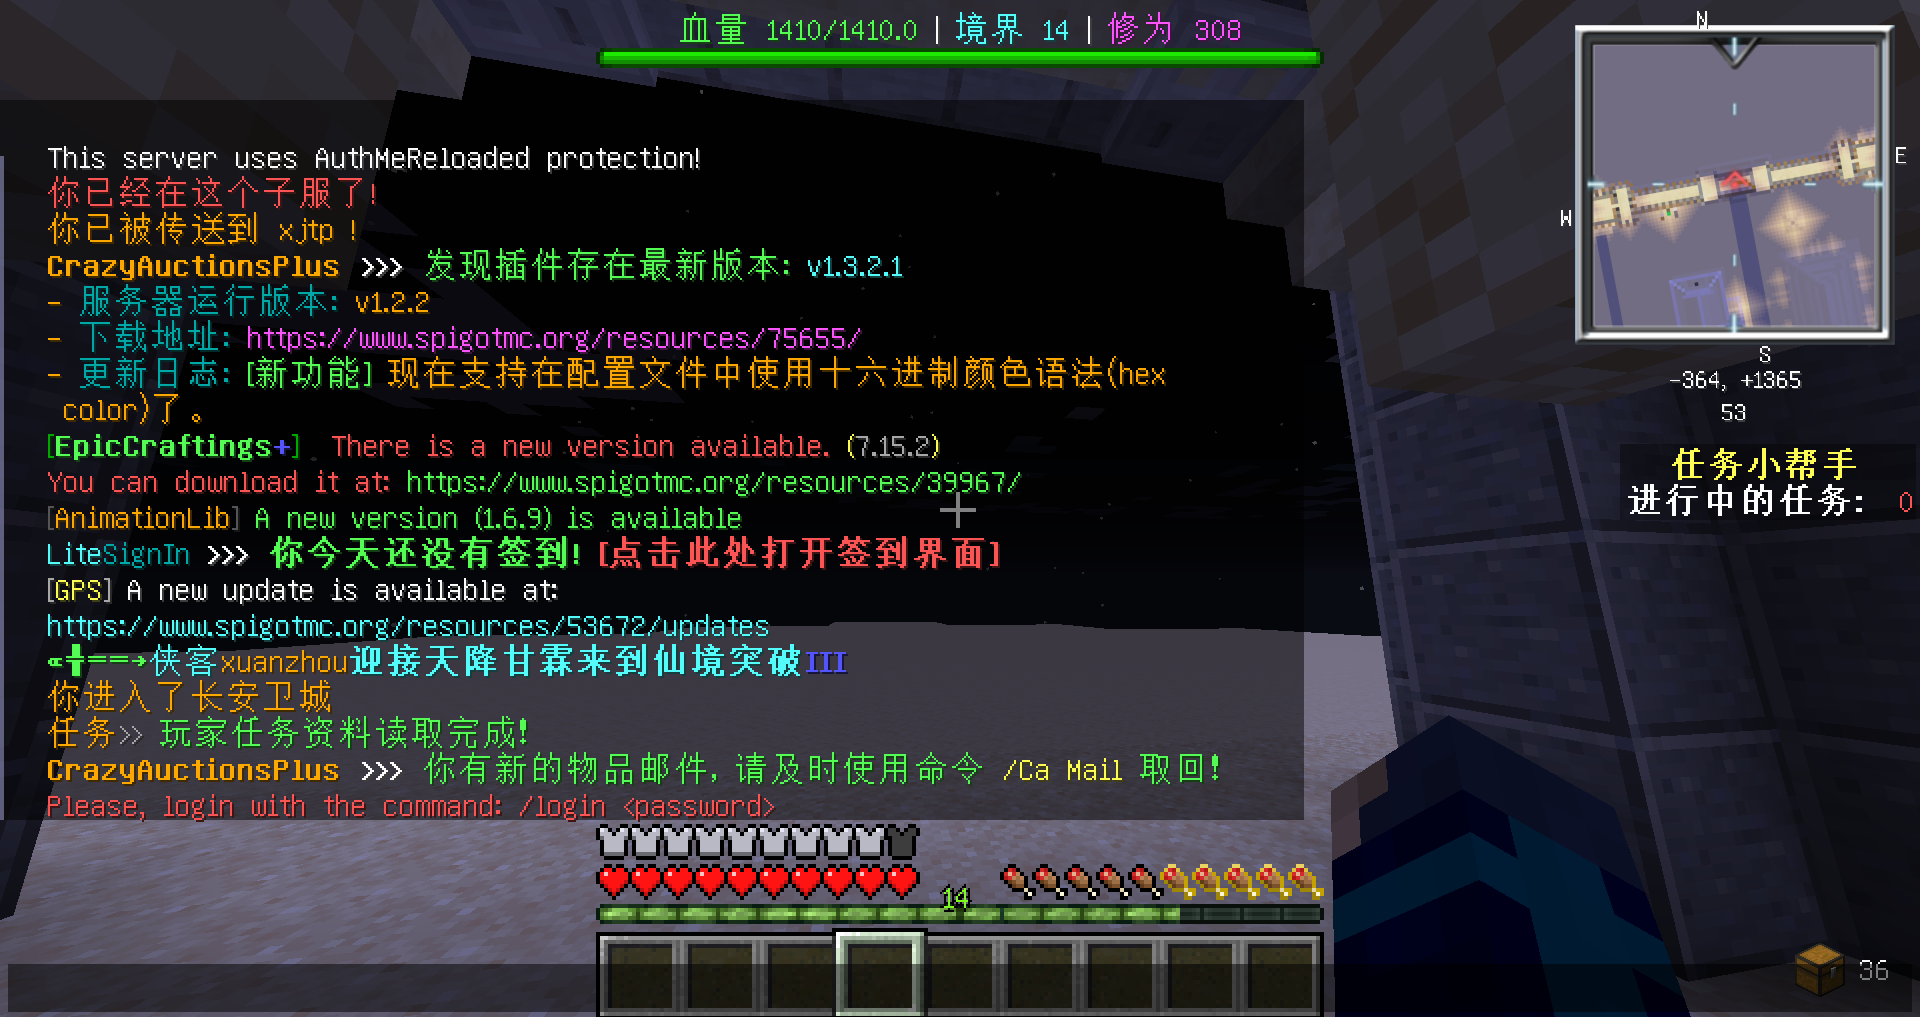 血量 1410/1410.0 | 境界 14 | 修为 308
N
This server uses AuthMeReloaded protection!
你已经在这个子服了!
你已被传送到 xjtp !
CrazyAuctionsPlus >>> 发现插件存在最新版本: v1.3.2.1
- 服务器运行版本: v1.2.2
- 下载地址: https://www.spigotmc.org/resources/75655/
- 更新日志: [新功能] 现在支持在配置文件中使用十六进制颜色语法(hex
color)了。
[EpicCraftings+] There is a new version available. (7.15.2)
You can download it at: https://www.spigotmc.org/resources/39967/
[AnimationLib] A new version (1.6.9) is available
LiteSignIn >>> 你今天还没有签到! [点击此处打开签到界面]
[GPS] A new update is available at:
https://www.spigotmc.org/resources/53672/updates
侠客xuanzhou迎接天降甘霖来到仙境突破III
你进入了长安卫城
任务>> 玩家任务资料读取完成!
CrazyAuctionsPlus >>> 你有新的物品邮件, 请及时使用命令 /Ca Mail 取回!
Please, login with the command: /login <password>
E
W
S
-364, +1365
53
任务小帮手
进行中的任务: 0
14
36